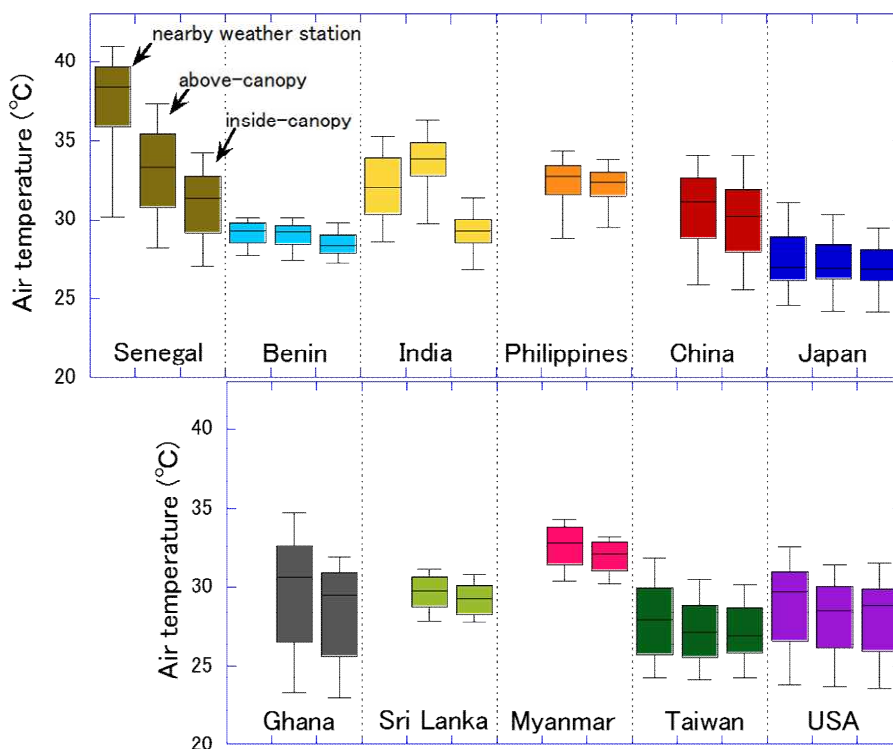 40
35
30
25
20
Air temperature (℃)
nearby weather station
above-canopy
inside-canopy
Senegal
Benin
India
Philippines
China
Japan
40
35
30
25
20
Air temperature (℃)
Ghana
Sri Lanka
Myanmar
Taiwan
USA